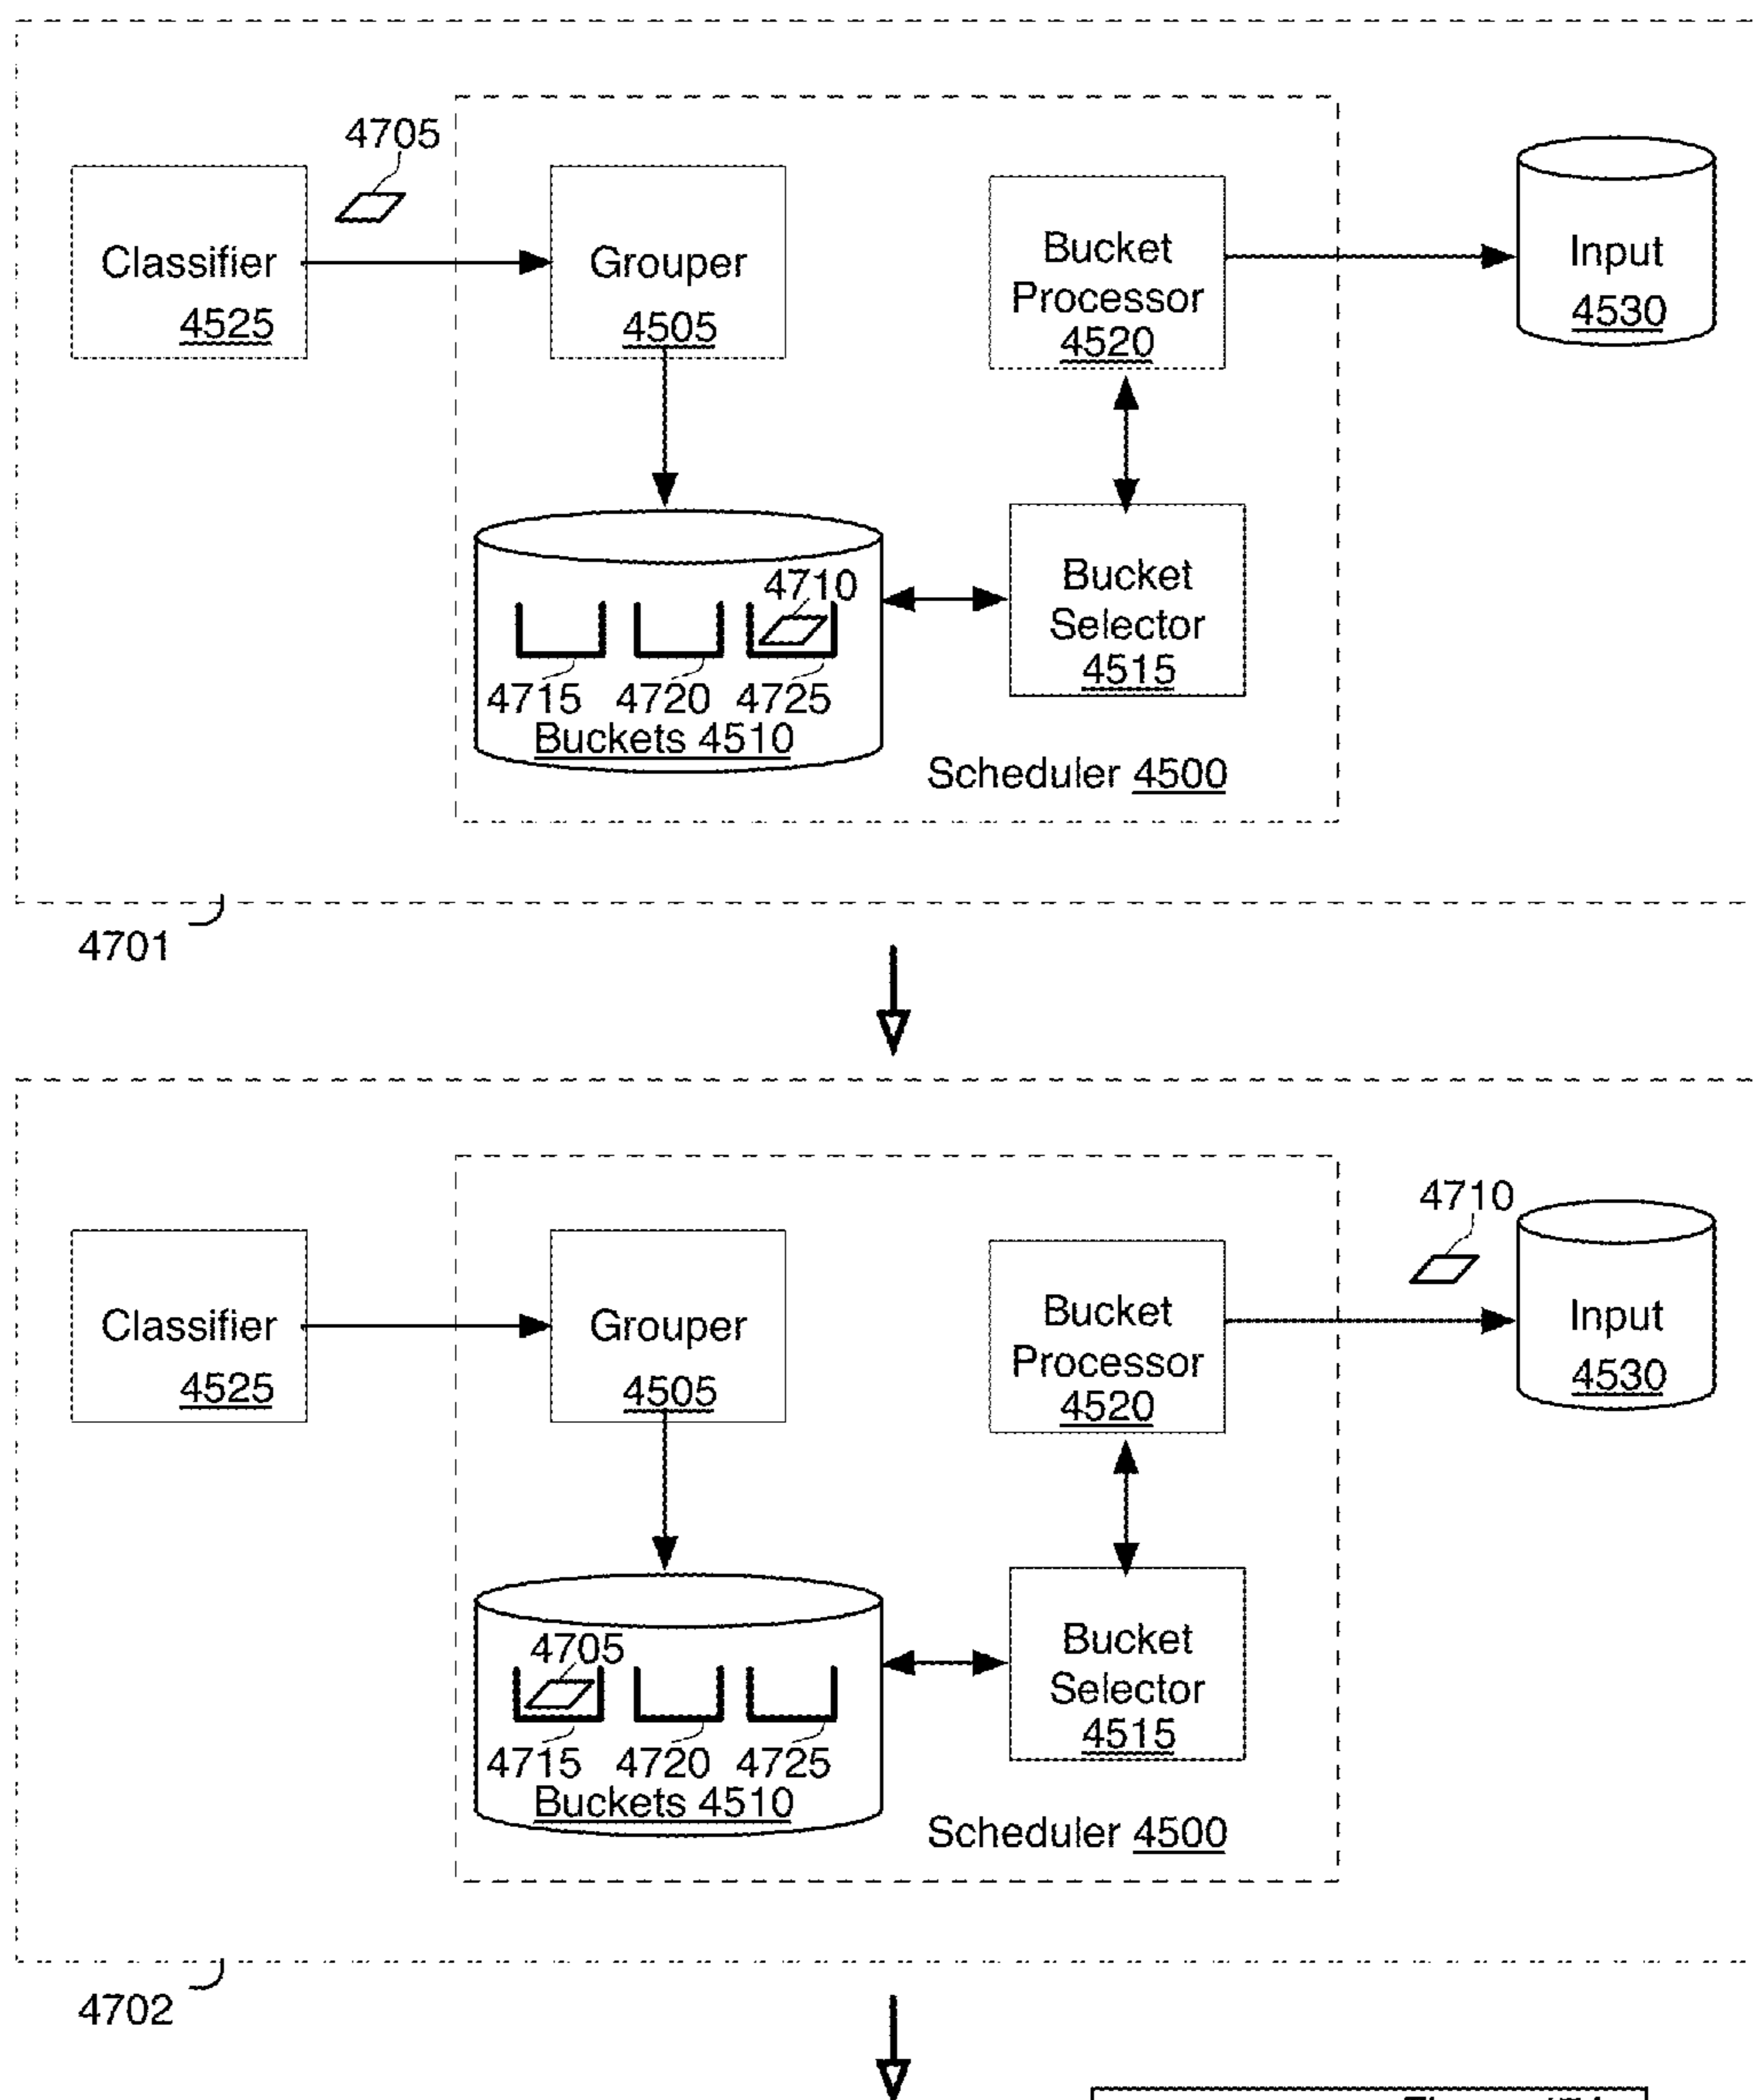 4705
Classifier
4525
Grouper
4505
Bucket
Processor
4520
Input
4530
4710
4715 4720 4725
Buckets 4510
Bucket
Selector
4515
Scheduler 4500
4701
4710
Classifier
4525
Grouper
4505
Bucket
Processor
4520
Input
4530
4705
4715 4720 4725
Buckets 4510
Bucket
Selector
4515
Scheduler 4500
4702